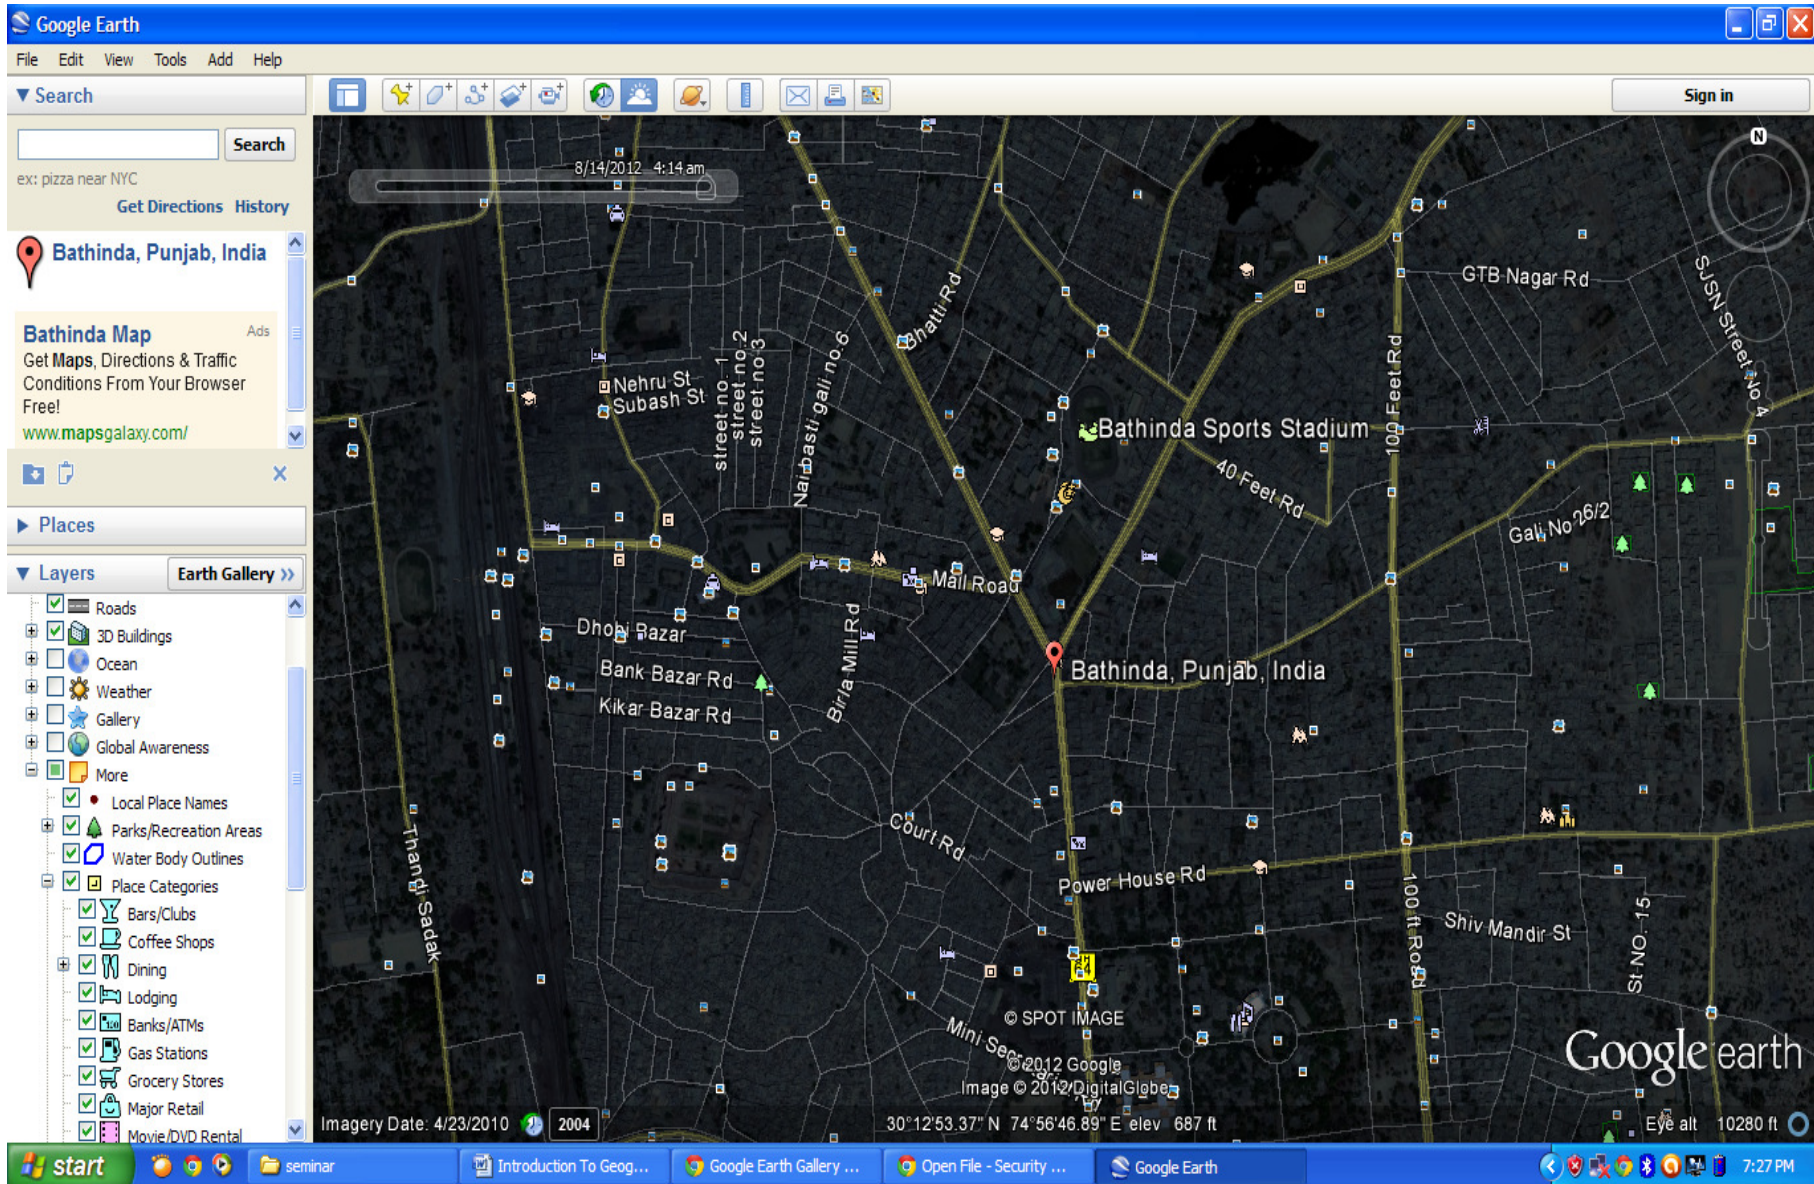 Google Earth
File Edit View Tools Add Help
Search
Search
ex: pizza near NYC
Get Directions History
Bathinda, Punjab, India
Bathinda Map Ads
Get Maps, Directions & Traffic
Conditions From Your Browser
Free!
www.mapsgalaxy.com/
Places
Layers
Earth Gallery »
Roads
3D Buildings
Ocean
Weather
Gallery
Global Awareness
More
Local Place Names
Parks/Recreation Areas
Water Body Outlines
Place Categories
Bars/Clubs
Coffee Shops
Dining
Lodging
Banks/ATMs
Gas Stations
Grocery Stores
Major Retail
Movie/DVD Rental
Sign in
8/14/2012 4:14 am
N
GTB Nagar Rd
SJSN Street No 4
Bhatti Rd
100 Feet Rd
Nehru St
Subash St
street no. 1
street no.2
street no 3
Naibasti gali no.6
Bathinda Sports Stadium
40 Feet Rd
Gali No 26/2
Mall Road
Dhobi Bazar
Bank Bazar Rd
Kikar Bazar Rd
Birla Mill Rd
Bathinda, Punjab, India
Court Rd
Thandi Sadak
Power House Rd
100 ft Road
Shiv Mandir St
St NO. 15
Mini
© SPOT IMAGE
© 2012 Google
Image © 2012 DigitalGlobe
Google earth
Imagery Date: 4/23/2010 2004
30°12'53.37" N 74°56'46.89" E elev 687 ft
Eye alt 10280 ft
start
seminar
Introduction To Geog...
Google Earth Gallery ...
Open File - Security ...
Google Earth
7:27 PM